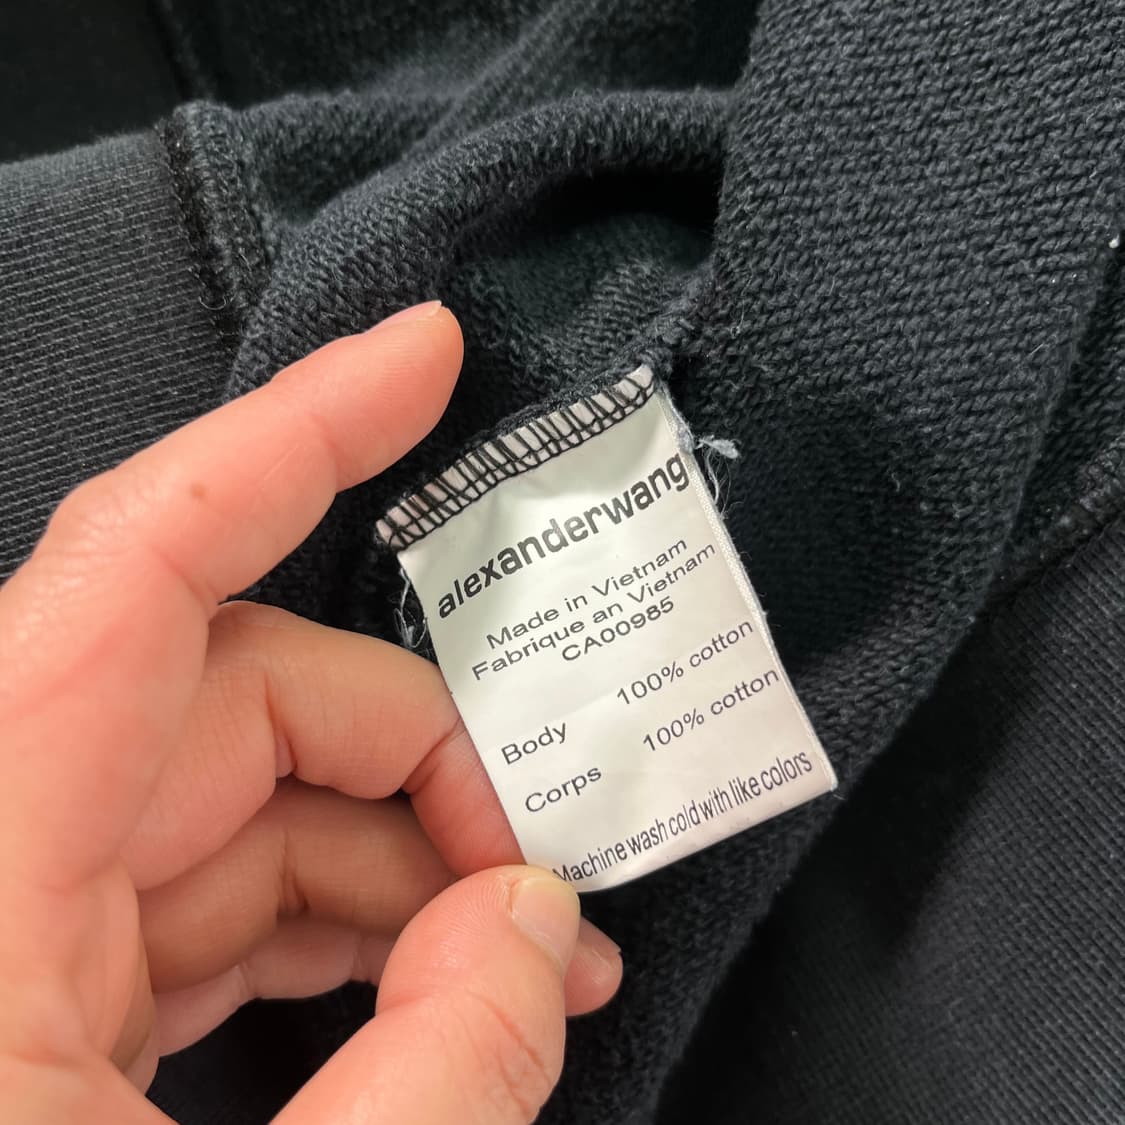 alexanderwang
Made in Vietnam
Fabrique an Vietnam
CA00985
Body 100% cotton
Corps 100% cotton
Machine wash cold with like colors